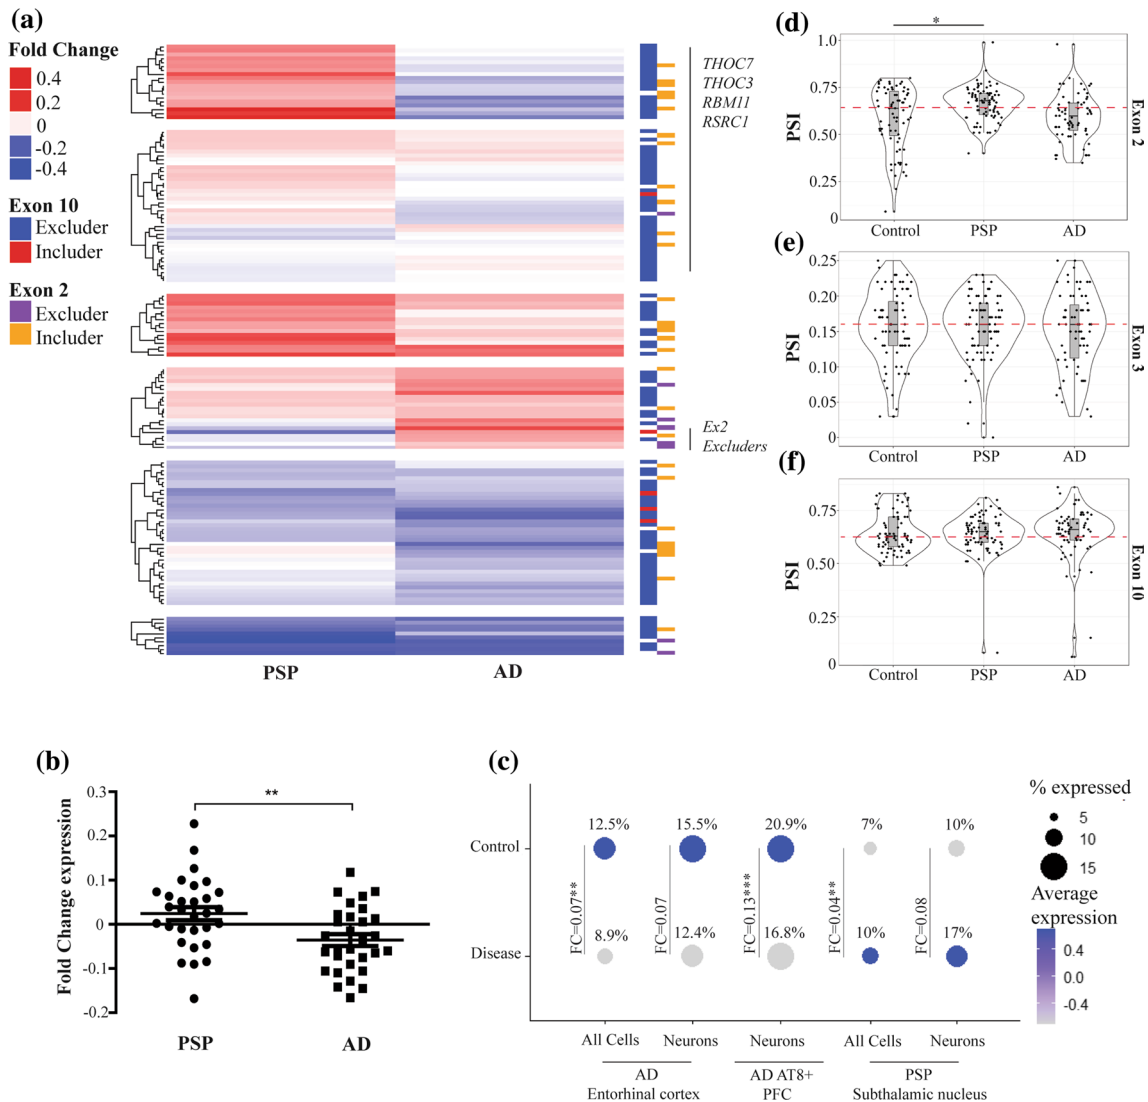 (a)
Fold Change
0.4
0.2
0
-0.2
-0.4
Exon 10
Excluder
Includer
Exon 2
Excluder
Includer
THOC7
THOC3
RBM11
RSRC1
Ex2
Excluders
PSP
AD
(d)
*
PSI
1.0
0.75
0.50
0.25
0
Control
PSP
AD
Exon 2
(e)
PSI
0.25
0.20
0.15
0.10
0.05
0
Control
PSP
AD
Exon 3
(f)
PSI
0.75
0.50
0.25
0
Control
PSP
AD
Exon 10
(b)
Fold Change expression
0.3
0.2
0.1
0
-0.1
-0.2
**
PSP
AD
(c)
Control
Disease
12.5%
15.5%
20.9%
7%
10%
FC=0.07**
FC=0.07
FC=0.13***
FC=0.04**
FC=0.08
8.9%
12.4%
16.8%
10%
17%
All Cells
Neurons
Neurons
All Cells
Neurons
AD
Entorhinal cortex
AD AT8+
PFC
PSP
Subthalamic nucleus
% expressed
5
10
15
Average
expression
0.4
0.0
-0.4